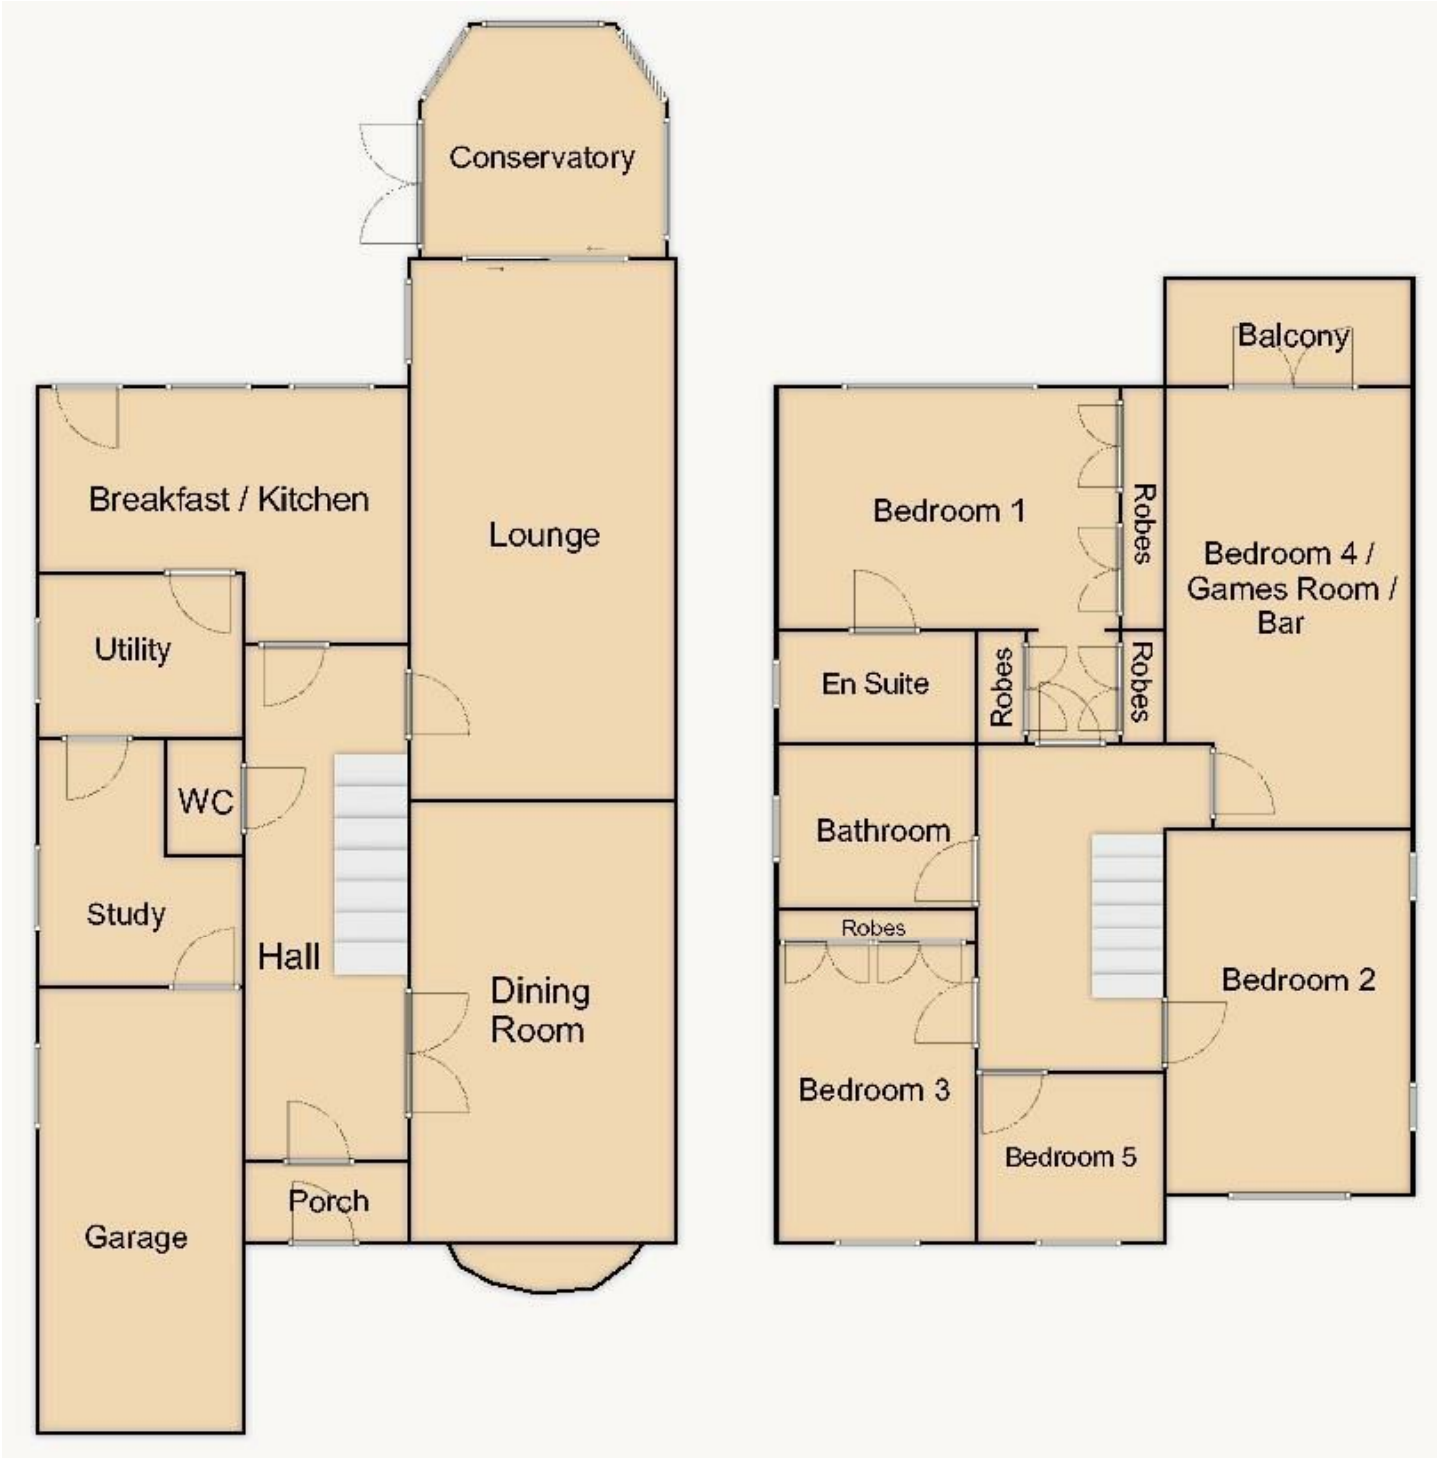 Conservatory
Breakfast / Kitchen
Lounge
Utility
WC
Study
Hall
Dining
Room
Porch
Garage
Balcony
Bedroom 1
Robes
Bedroom 4 /
Games Room /
Bar
En Suite
Robes
Robes
Bathroom
Robes
Bedroom 2
Bedroom 3
Bedroom 5